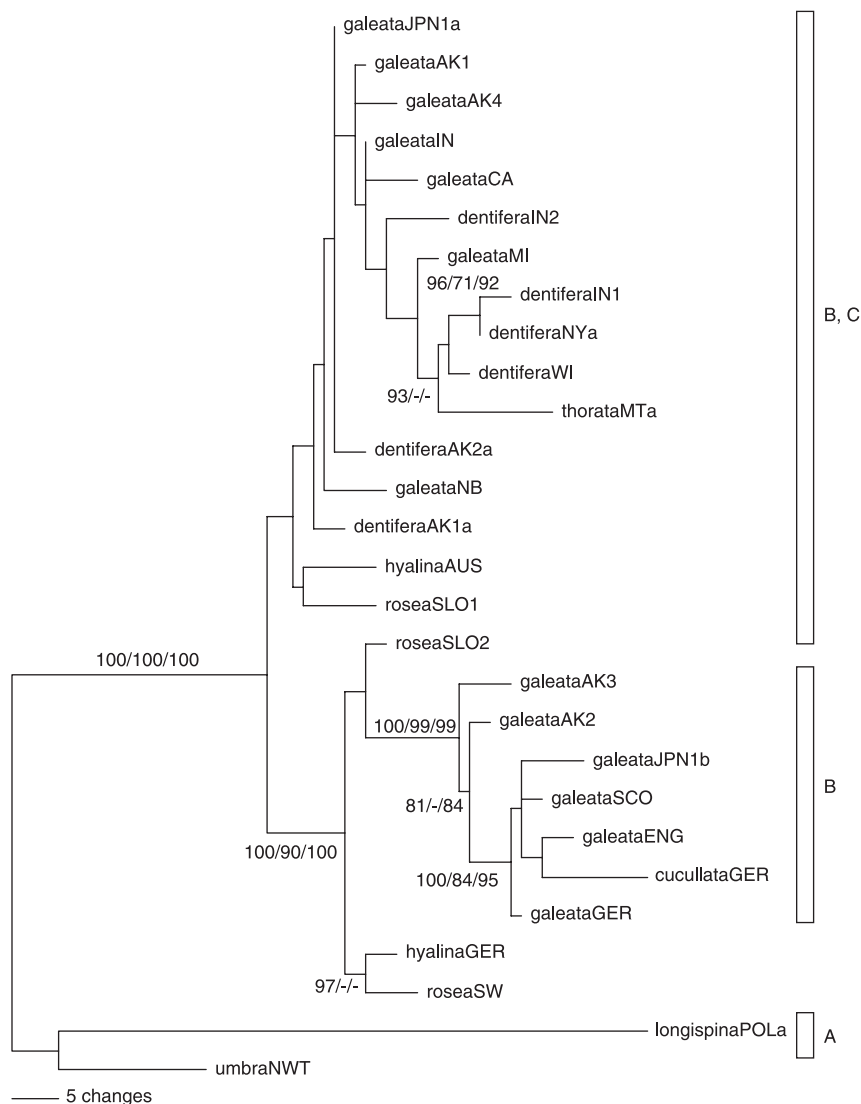 galeataJPN1a
galeataAK1
galeataAK4
galeataIN
galeataCA
dentiferaIN2
galeataMI
96/71/92
dentiferaIN1
B, C
dentiferaNYa
dentiferaWI
93/-/-
thorataMTa
dentiferaAK2a
galeataNB
dentiferaAK1a
hyalinaAUS
roseaSLO1
roseaSLO2
100/100/100
galeataAK3
100/99/99
galeataAK2
galeataJPN1b
B
galeataSCO
81/-/84
galeataENG
100/90/100
100/84/95
cucullataGER
galeataGER
hyalinaGER
97/-/-
roseaSW
longispinaPOLa
A
umbraNWT
5 changes